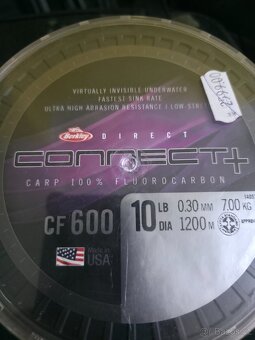 VIRTUALLY INVISIBLE UNDERWATER
FASTEST SINK RATE
ULTRA HIGH ABRASION RESISTANCE / LOW-STRETCH
Berkley
DIRECT
CONNECT+
CARP 100% FLUOROCARBON
CF 600
10 LB 0.30 MM 7.00 KG
DIA 1200 M
Made in
USA